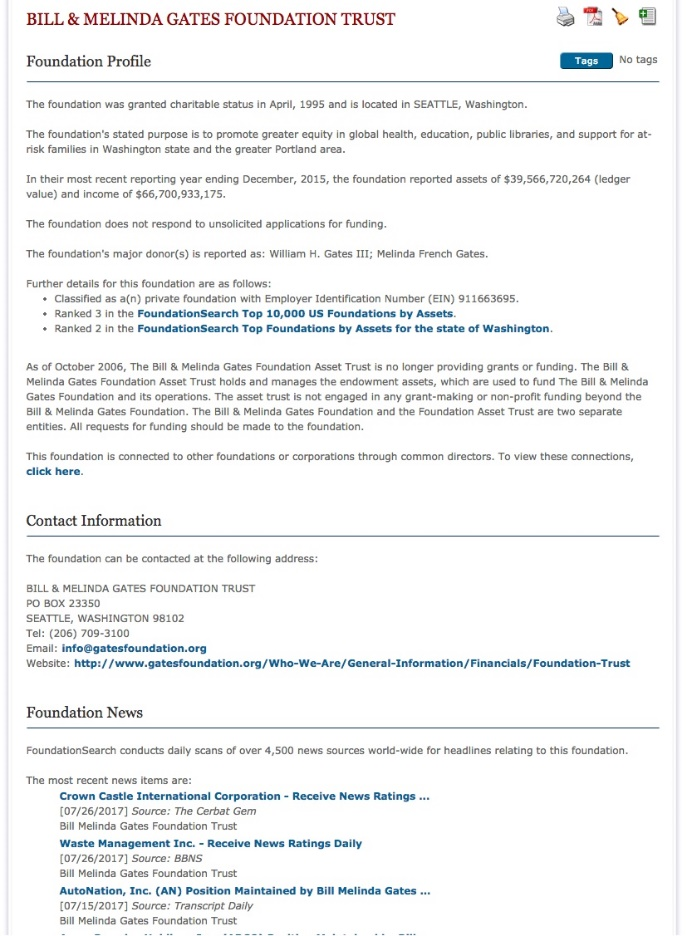 BILL & MELINDA GATES FOUNDATION TRUST
Foundation Profile
Tags No tags
The foundation was granted charitable status in April, 1995 and is located in SEATTLE, Washington.
The foundation's stated purpose is to promote greater equity in global health, education, public libraries, and support for at-
risk families in Washington state and the greater Portland area.
In their most recent reporting year ending December, 2015, the foundation reported assets of $39,566,720,264 (ledger
value) and income of $66,700,933,175.
The foundation does not respond to unsolicited applications for funding.
The foundation's major donor(s) is reported as: William H. Gates III; Melinda French Gates.
Further details for this foundation are as follows:
• Classified as a(n) private foundation with Employer Identification Number (EIN) 911663695.
• Ranked 3 in the FoundationSearch Top 10,000 US Foundations by Assets.
• Ranked 2 in the FoundationSearch Top Foundations by Assets for the state of Washington.
As of October 2006, The Bill & Melinda Gates Foundation Asset Trust is no longer providing grants or funding. The Bill &
Melinda Gates Foundation Asset Trust holds and manages the endowment assets, which are used to fund The Bill & Melinda
Gates Foundation and its operations. The asset trust is not engaged in any grant-making or non-profit funding beyond the
Bill & Melinda Gates Foundation. The Bill & Melinda Gates Foundation and the Foundation Asset Trust are two separate
entities. All requests for funding should be made to the foundation.
This foundation is connected to other foundations or corporations through common directors. To view these connections,
click here.
Contact Information
The foundation can be contacted at the following address:
BILL & MELINDA GATES FOUNDATION TRUST
PO BOX 23350
SEATTLE, WASHINGTON 98102
Tel: (206) 709-3100
Email: info@gatesfoundation.org
Website: http://www.gatesfoundation.org/Who-We-Are/General-Information/Financials/Foundation-Trust
Foundation News
FoundationSearch conducts daily scans of over 4,500 news sources world-wide for headlines relating to this foundation.
The most recent news items are:
Crown Castle International Corporation - Receive News Ratings ...
[07/26/2017] Source: The Cerbat Gem
Bill Melinda Gates Foundation Trust
Waste Management Inc. - Receive News Ratings Daily
[07/26/2017] Source: BBNS
Bill Melinda Gates Foundation Trust
AutoNation, Inc. (AN) Position Maintained by Bill Melinda Gates ...
[07/15/2017] Source: Transcript Daily
Bill Melinda Gates Foundation Trust